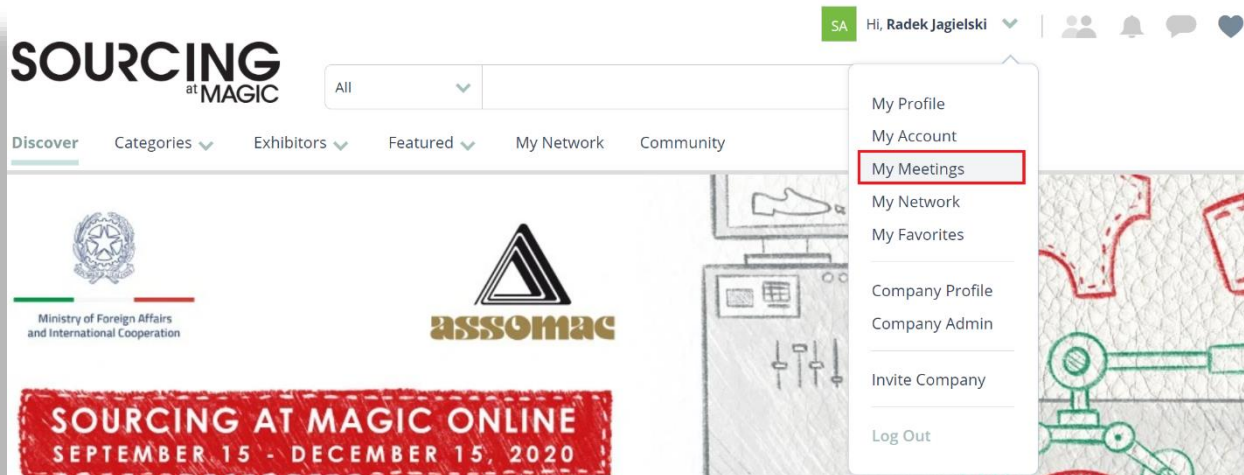 SA Hi, Radek Jagielski
SOURCING
at MAGIC
All
Discover Categories Exhibitors Featured My Network Community
My Profile
My Account
My Meetings
My Network
My Favorites
Company Profile
Company Admin
Invite Company
Log Out
Ministry of Foreign Affairs
and International Cooperation
assomac
SOURCING AT MAGIC ONLINE
SEPTEMBER 15 - DECEMBER 15, 2020